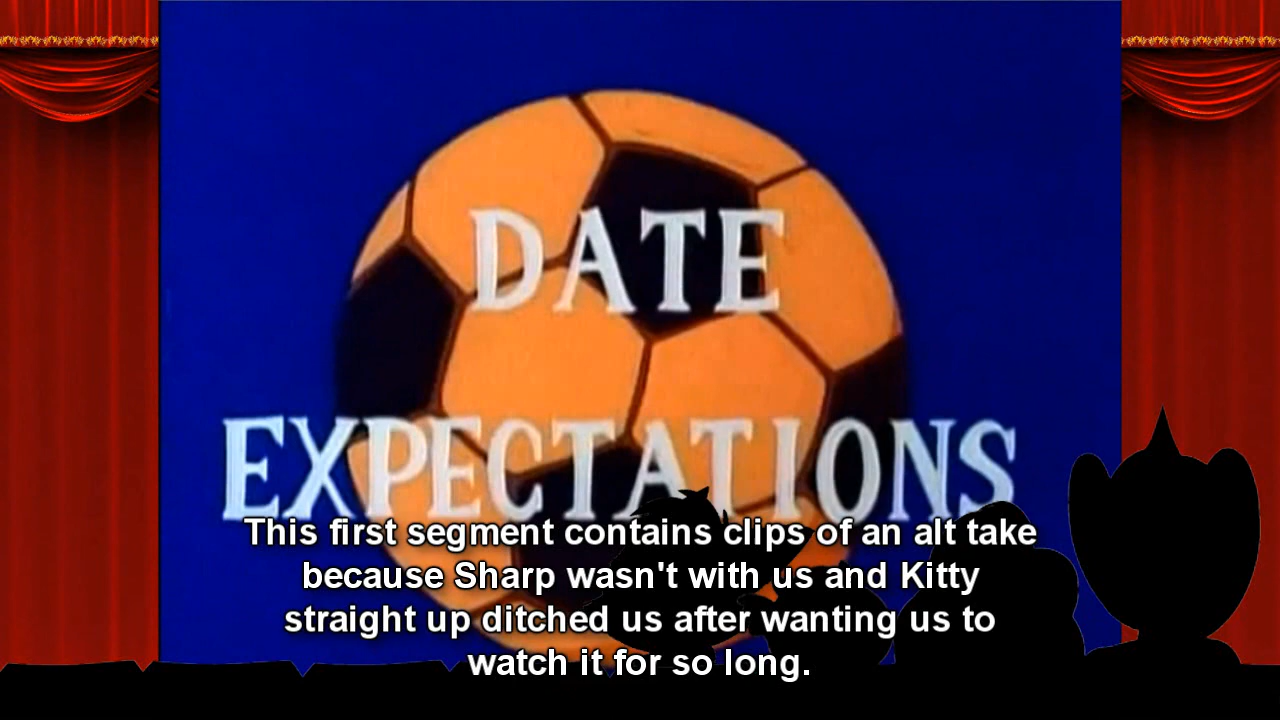 DATE
EXPECTATIONS
This first segment contains clips of an alt take
because Sharp wasn't with us and Kitty
straight up ditched us after wanting us to
watch it for so long.